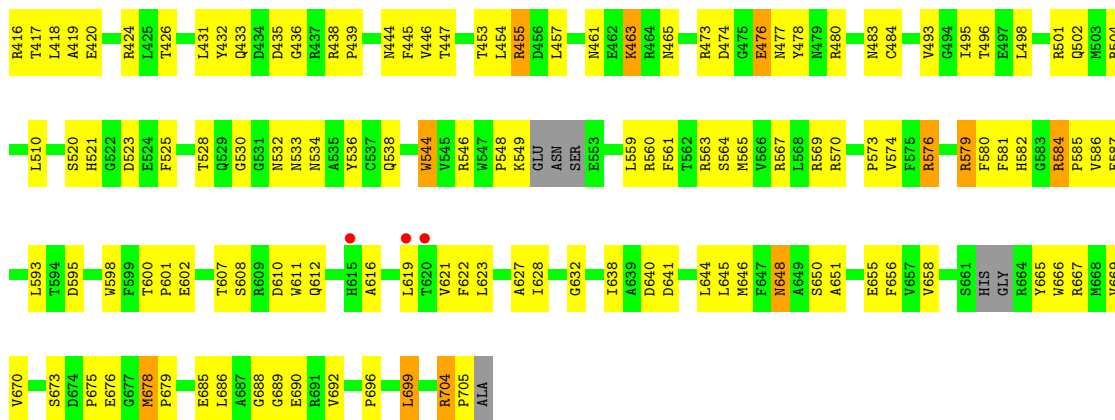 R416 T417 L418 A419 E420 R424 L425 T426 L431 Y432 Q433 D434 D435 G436 R437 R438 P439 N444 F445 V446 T447 T453 L454 R455 D456 L457 N461 E462 K463 R464 N465 R473 D474 G475 E476 N477 Y478 N479 R480 N483 C484 V493 G494 I495 T496 E497 L498 R501 Q502 M503
L510 S520 H521 G522 D523 E524 F525 T528 Q529 G530 G531 N532 N533 N534 A535 Y536 C537 Q538 W544 V545 R546 W547 P548 K549 GLU ASN SER E553 L559 R560 F561 T562 R563 S564 M565 V566 R567 L568 R569 R570 P573 V574 F575 R576 R579 F580 F581 H582 G583 R584 P585 V586
L593 T594 D595 W598 F599 T600 P601 E602 T607 S608 R609 D610 W611 Q612 H615 A616 L619 T620 V621 F622 L623 A627 I628 G632 I638 A639 D640 D641 L644 L645 M646 F647 N648 A649 S650 A651 E655 F656 V657 V658 S661 HIS GLY R664 Y665 W666 R667 M668
V670 S673 D674 P675 E676 G677 M678 P679 E685 L686 A687 G688 G689 E690 R691 V692 P696 L699 R704 P705 ALA